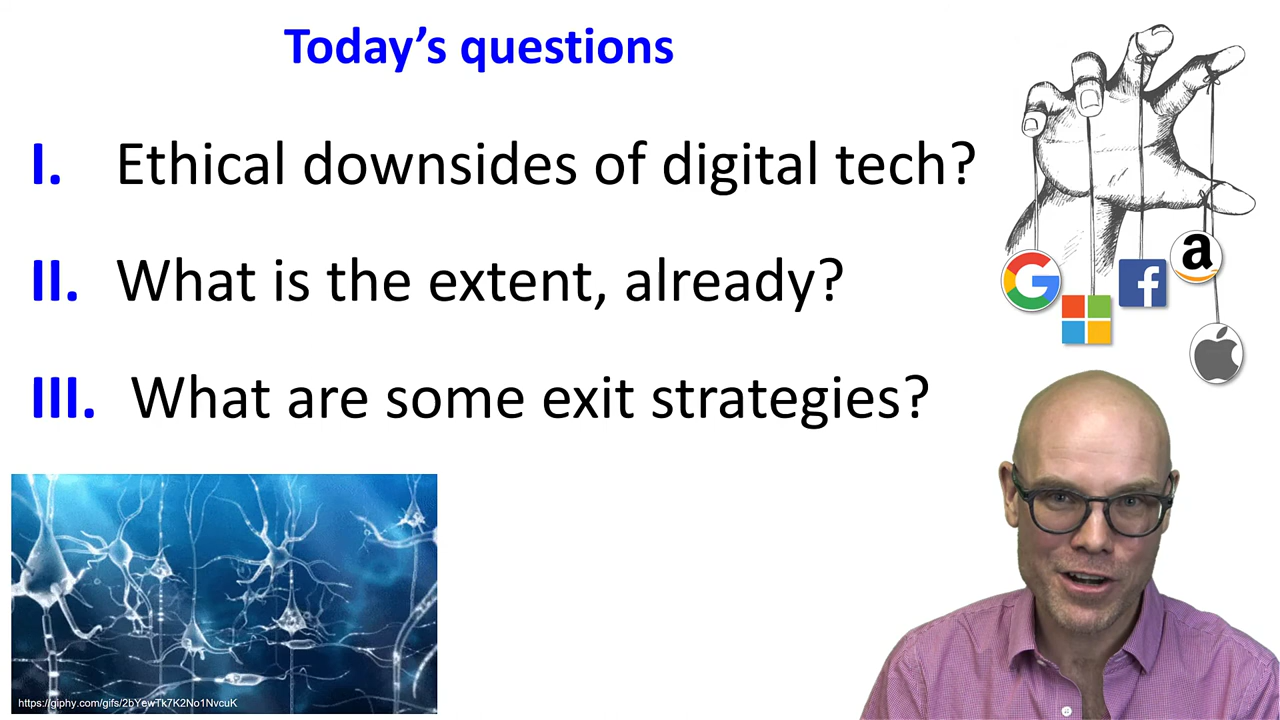 Today’s questions
I. Ethical downsides of digital tech?
II. What is the extent, already?
III. What are some exit strategies?
G
f
a
https://giphy.com/gifs/2bYewTk7K2No1NvcuK